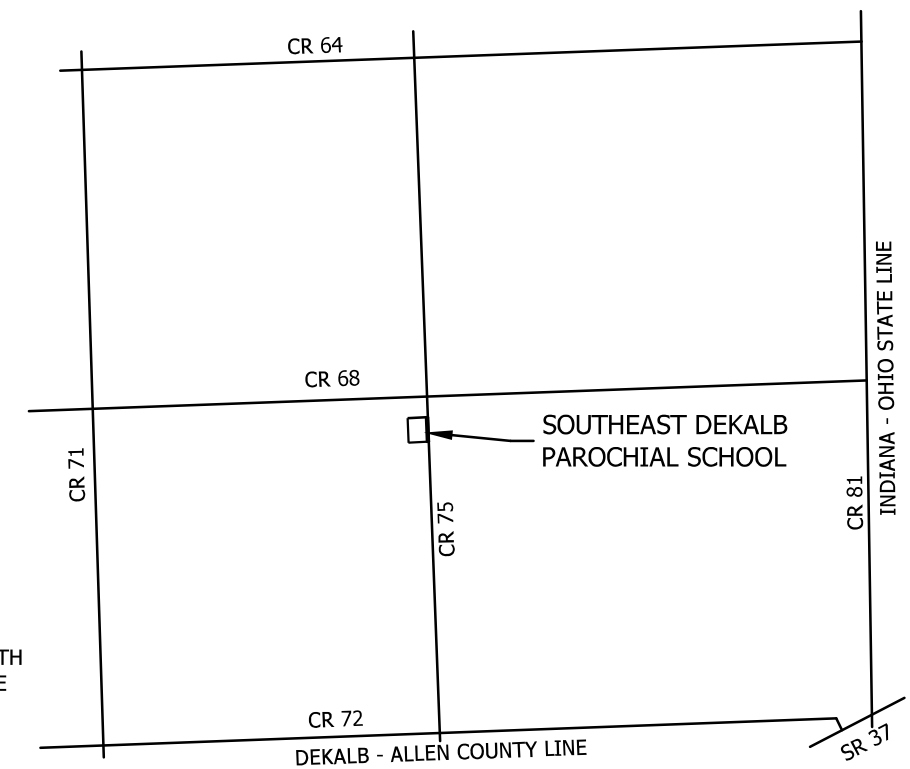 CR 64
CR 68
SOUTHEAST DEKALB
PAROCHIAL SCHOOL
INDIANA - OHIO STATE LINE
CR 71
CR 75
CR 81
TH
E
CR 72
DEKALB - ALLEN COUNTY LINE
SR 37